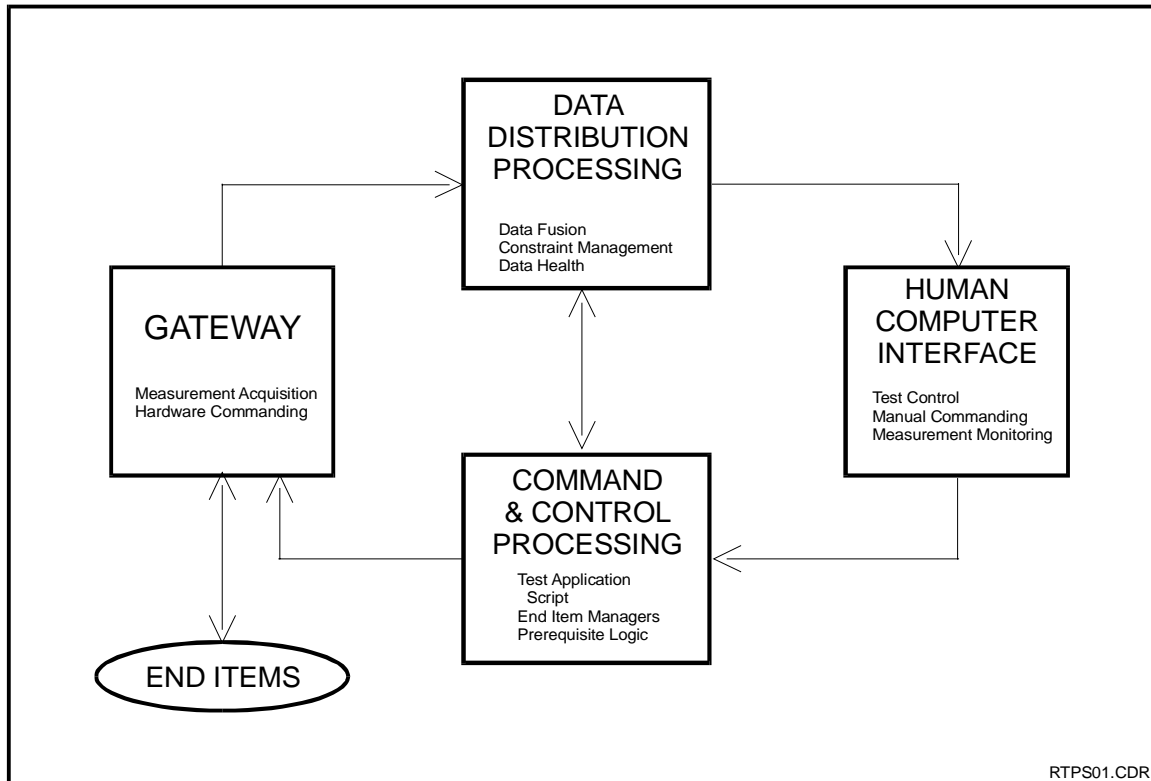 DATA
DISTRIBUTION
PROCESSING
Data Fusion
Constraint Management
Data Health
GATEWAY
Measurement Acquisition
Hardware Commanding
HUMAN
COMPUTER
INTERFACE
Test Control
Manual Commanding
Measurement Monitoring
COMMAND
& CONTROL
PROCESSING
Test Application
Script
End Item Managers
Prerequisite Logic
END ITEMS
RTPS01.CDR